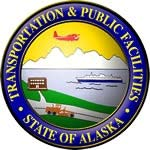 TRANSPORTATION & PUBLIC FACILITIES
STATE OF ALASKA